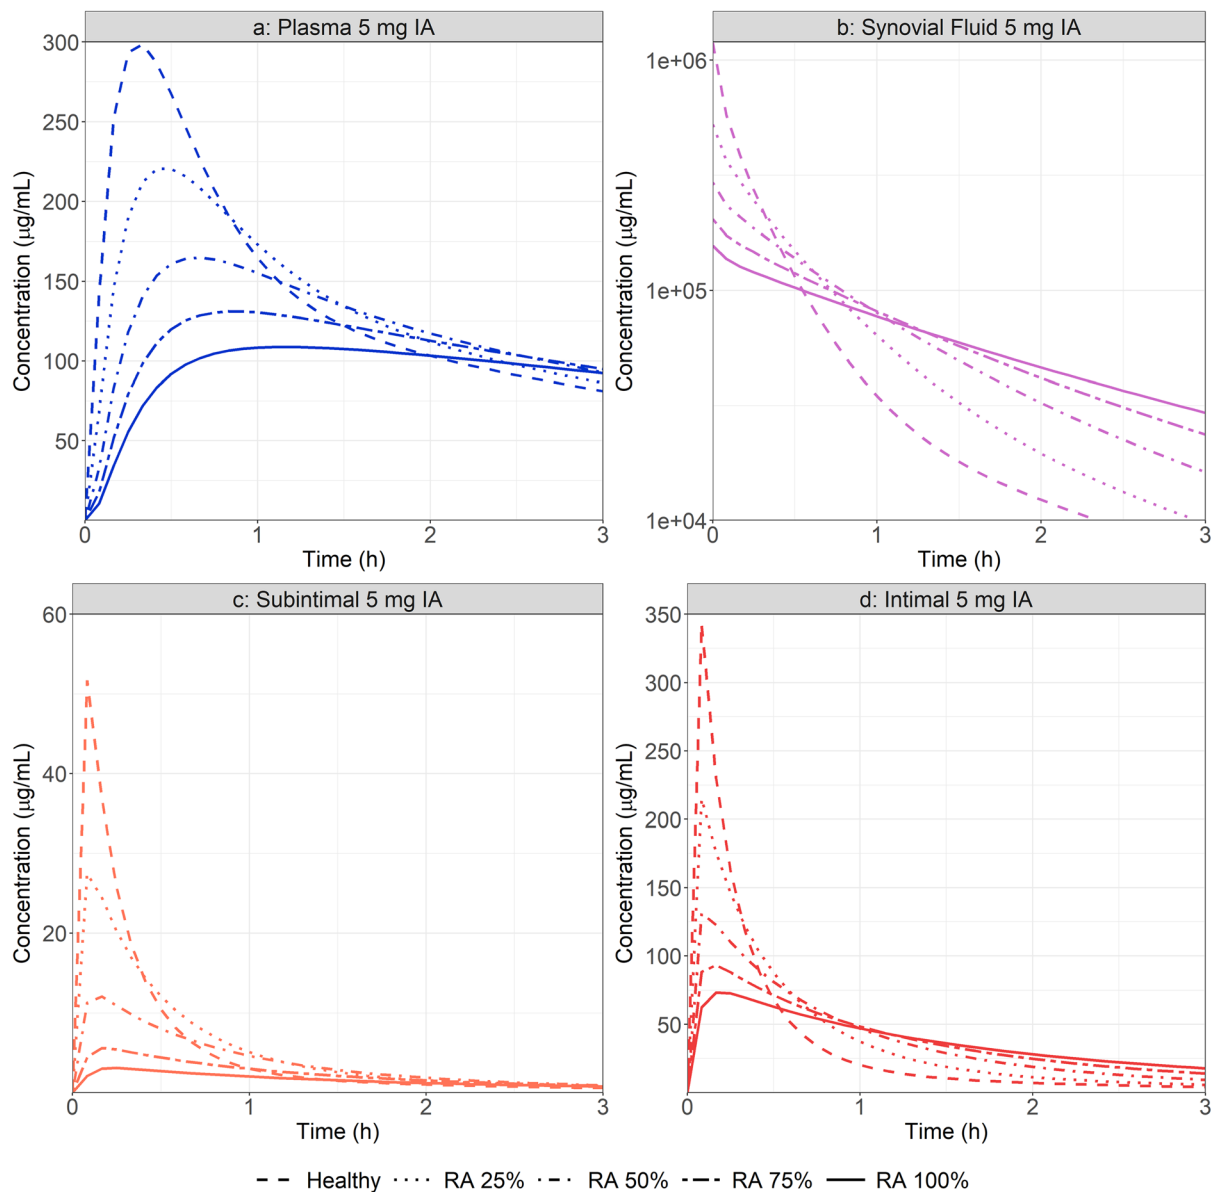 a: Plasma 5 mg IA
300
250
200
150
100
50
0
1
2
3
Concentration (µg/mL)
Time (h)
b: Synovial Fluid 5 mg IA
1e+06
1e+05
1e+04
0
1
2
3
Concentration (µg/mL)
Time (h)
c: Subintimal 5 mg IA
60
40
20
0
1
2
3
Concentration (µg/mL)
Time (h)
d: Intimal 5 mg IA
350
300
250
200
150
100
50
0
1
2
3
Concentration (µg/mL)
Time (h)
Healthy RA 25% RA 50% RA 75% RA 100%